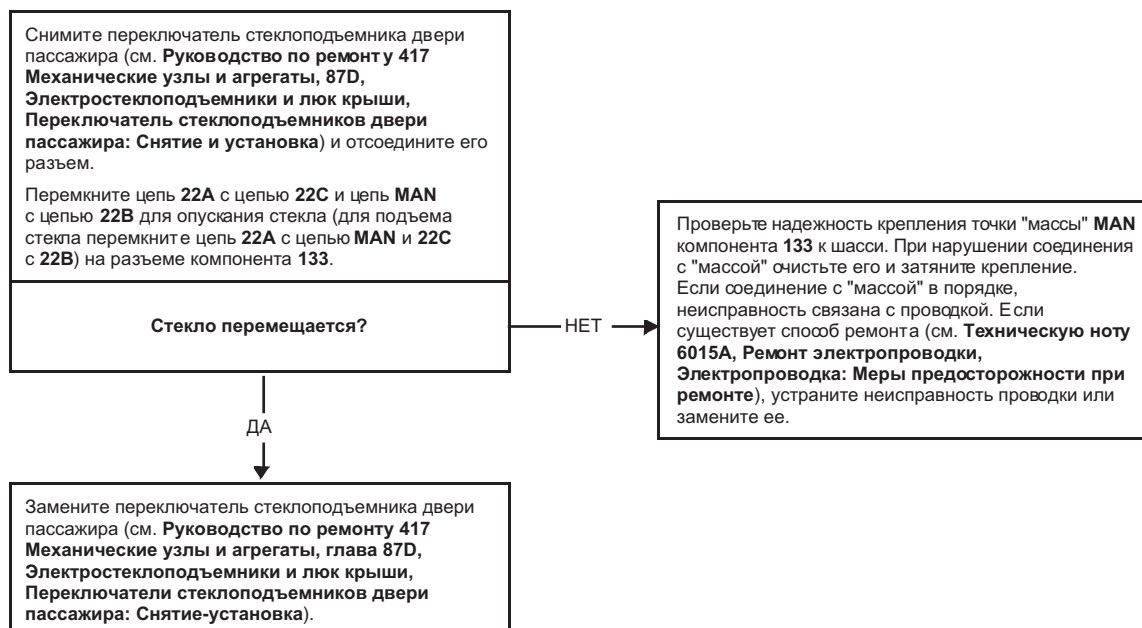 Снимите переключатель стеклоподъемника двери
пассажира (см. Руководство по ремонту 417
Механические узлы и агрегаты, 87D,
Электростеклоподъемники и люк крыши,
Переключатель стеклоподъемников двери
пассажира: Снятие и установка) и отсоедините его
разъем.
Перемкните цепь 22A с цепью 22C и цепь MAN
с цепью 22B для опускания стекла (для подъема
стекла перемкните цепь 22A с цепью MAN и 22C
с 22B) на разъеме компонента 133.
Стекло перемещается?
НЕТ
Проверьте надежность крепления точки "массы" MAN
компонента 133 к шасси. При нарушении соединения
с "массой" очистьте его и затяните крепление.
Если соединение с "массой" в порядке,
неисправность связана с проводкой. Если
существует способ ремонта (см. Техническую ноту
6015A, Ремонт электропроводки,
Электропроводка: Меры предосторожности при
ремонте), устраните неисправность проводки или
замените ее.
ДА
Замените переключатель стеклоподъемника двери
пассажира (см. Руководство по ремонту 417
Механические узлы и агрегаты, глава 87D,
Электростеклоподъемники и люк крыши,
Переключатели стеклоподъемников двери
пассажира: Снятие-установка).